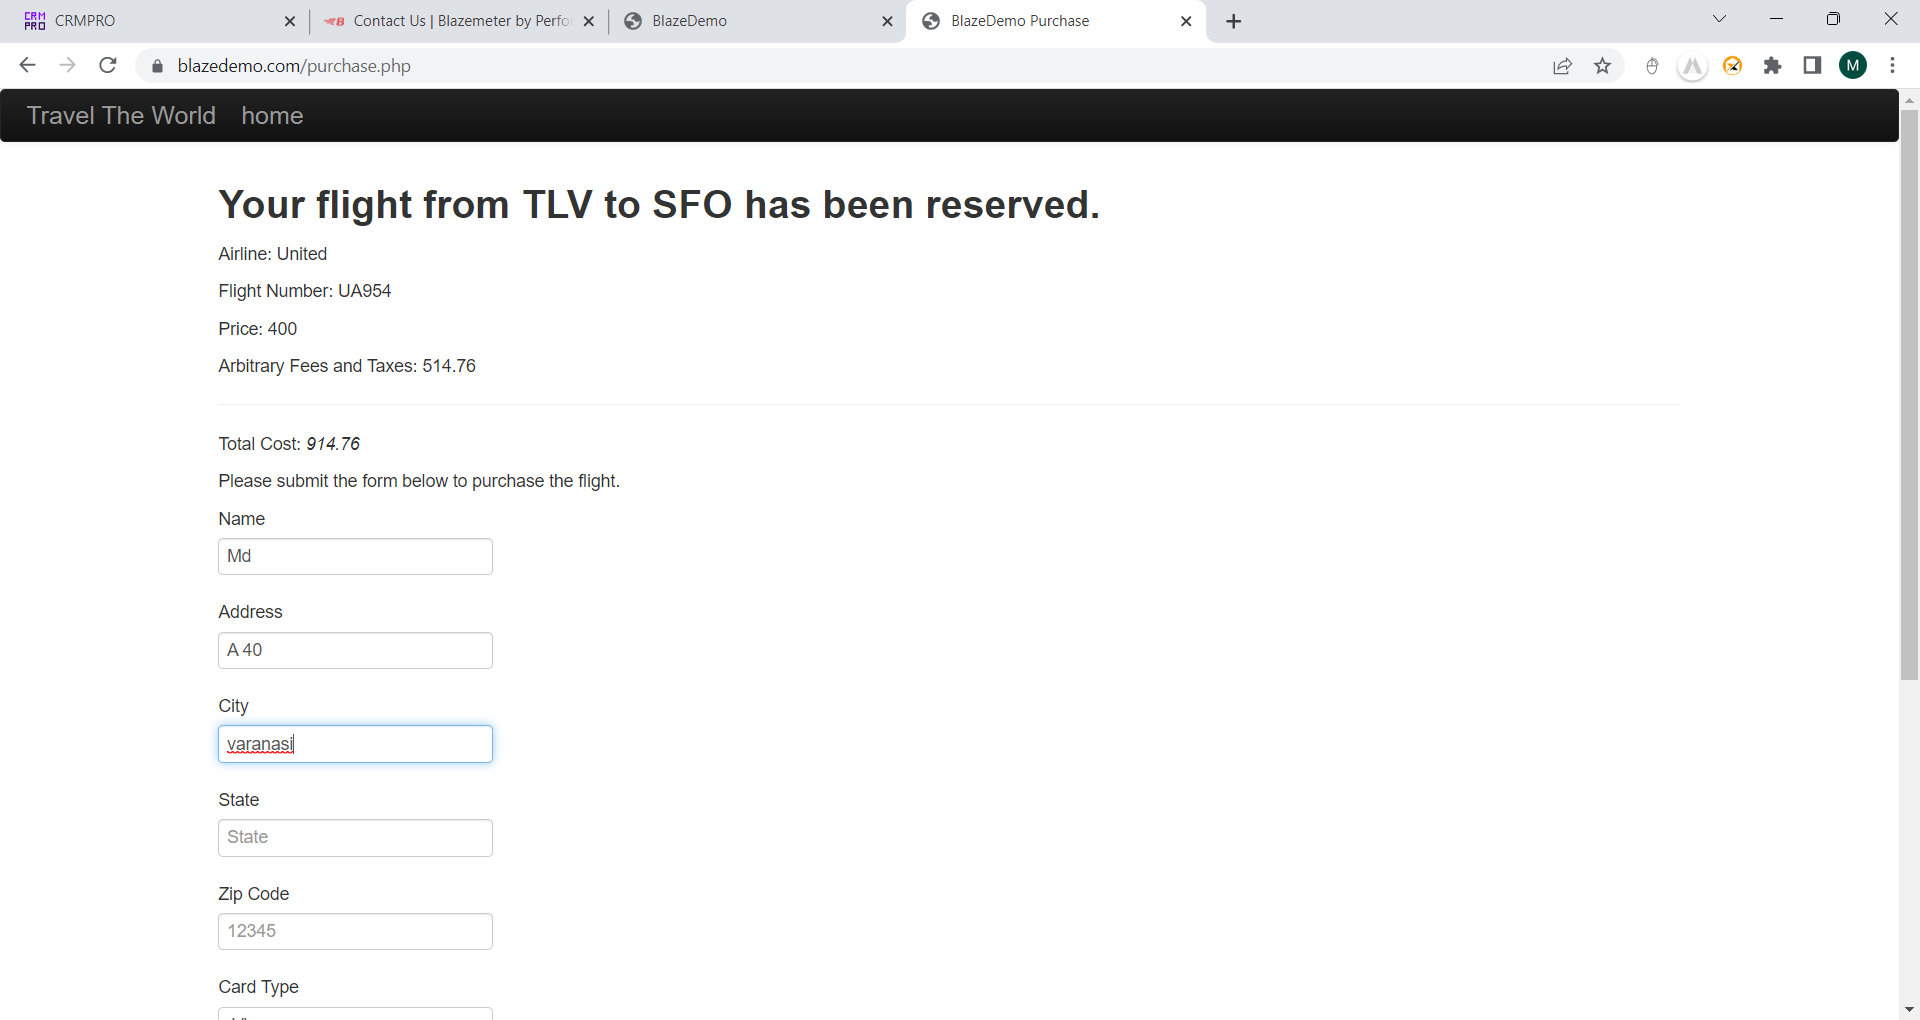 CRM PRO CRMPRO
B Contact Us | Blazemeter by Perfo
BlazeDemo
BlazeDemo Purchase
blazedemo.com/purchase.php
M
Travel The World home
Your flight from TLV to SFO has been reserved.
Airline: United
Flight Number: UA954
Price: 400
Arbitrary Fees and Taxes: 514.76
Total Cost: 914.76
Please submit the form below to purchase the flight.
Name
Md
Address
A 40
City
varanasi
State
State
Zip Code
12345
Card Type